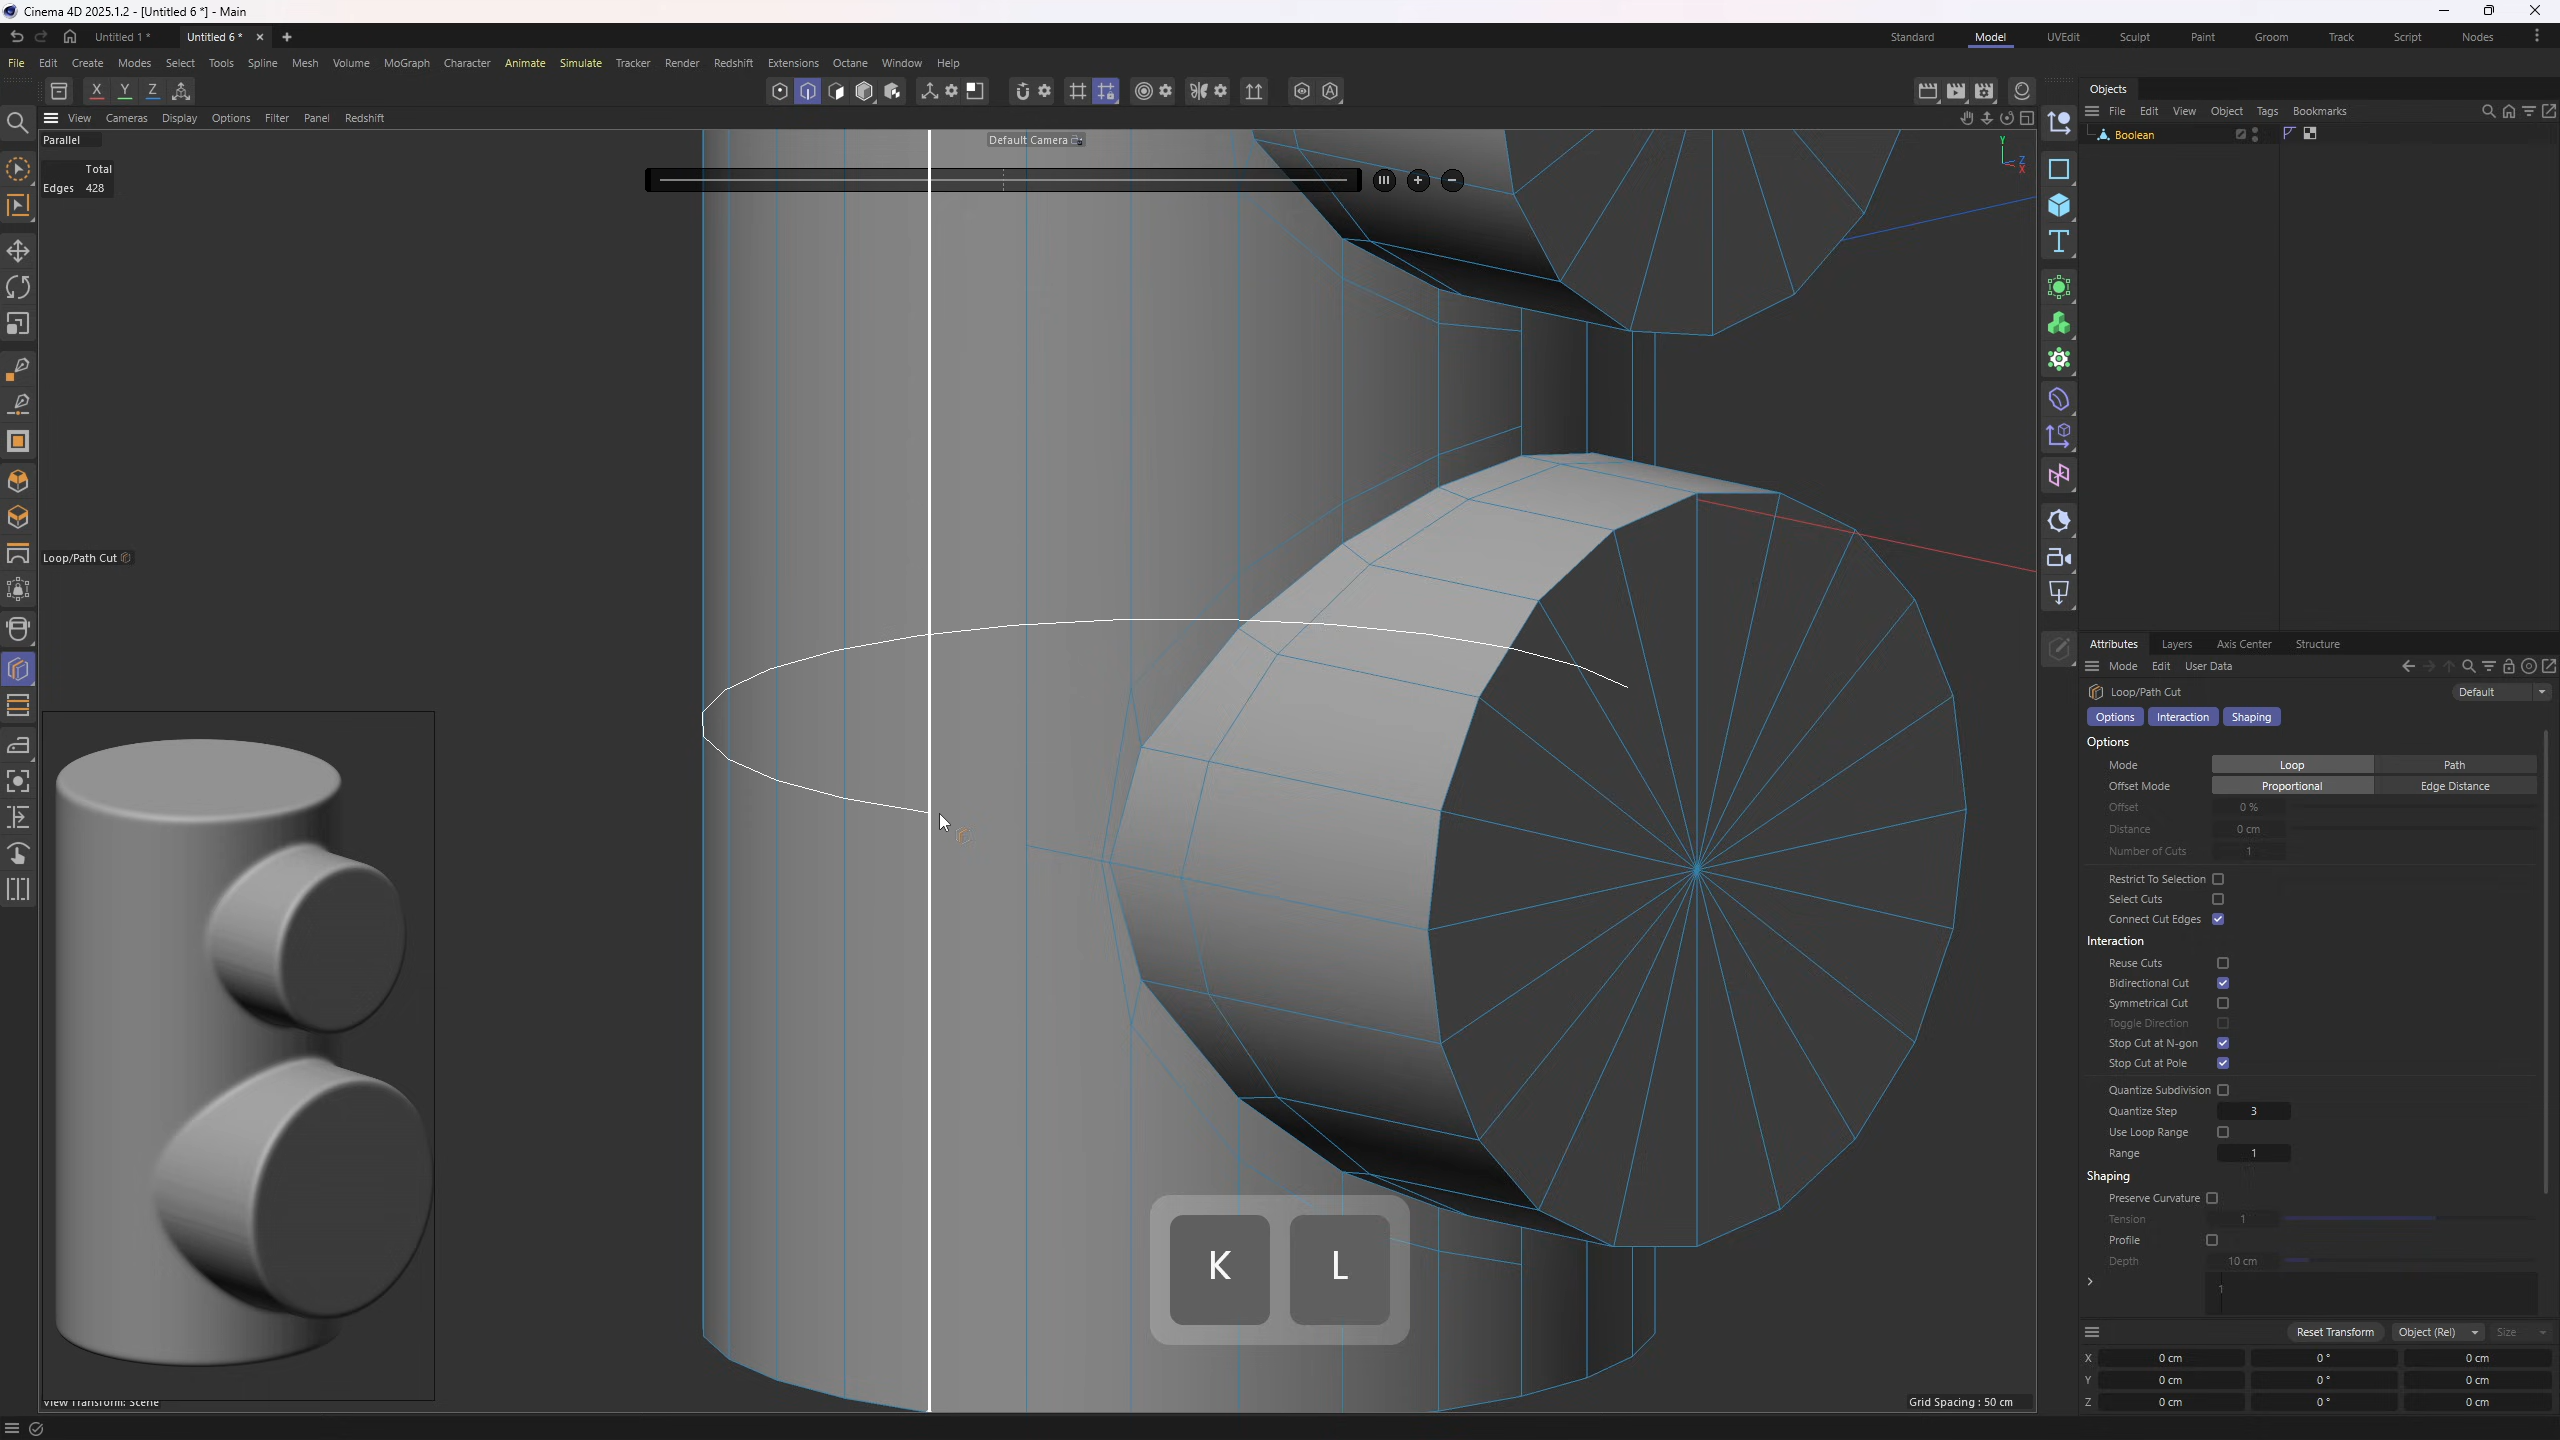 Cinema 4D 2025.1.2 - [Untitled 6 *] - Main
Untitled 1 *
Untitled 6 *
Standard
Model
UVEdit
Sculpt
Paint
Groom
Track
Script
Nodes
File
Edit
Create
Modes
Select
Tools
Spline
Mesh
Volume
MoGraph
Character
Animate
Simulate
Tracker
Render
Redshift
Extensions
Octane
Window
Help
X
Y
Z
Objects
View
Cameras
Display
Options
Filter
Panel
Redshift
File
Edit
View
Object
Tags
Bookmarks
Parallel
Default Camera
Boolean
Total
Edges 428
Y
Z
X
Loop/Path Cut
Attributes
Layers
Axis Center
Structure
Mode
Edit
User Data
Loop/Path Cut
Default
Options
Interaction
Shaping
Options
Mode
Loop
Path
Offset Mode
Proportional
Edge Distance
Offset
0 %
Distance
0 cm
Number of Cuts
1
Restrict To Selection
Select Cuts
Connect Cut Edges
Interaction
Reuse Cuts
Bidirectional Cut
Symmetrical Cut
Toggle Direction
Stop Cut at N-gon
Stop Cut at Pole
Quantize Subdivision
Quantize Step
3
Use Loop Range
Range
1
Shaping
Preserve Curvature
Tension
1
Profile
Depth
10 cm
1
K
L
Reset Transform
Object (Rel)
Size
X
0 cm
0 °
0 cm
Y
0 cm
0 °
0 cm
Z
0 cm
0 °
0 cm
View Transform: Scene
Grid Spacing : 50 cm